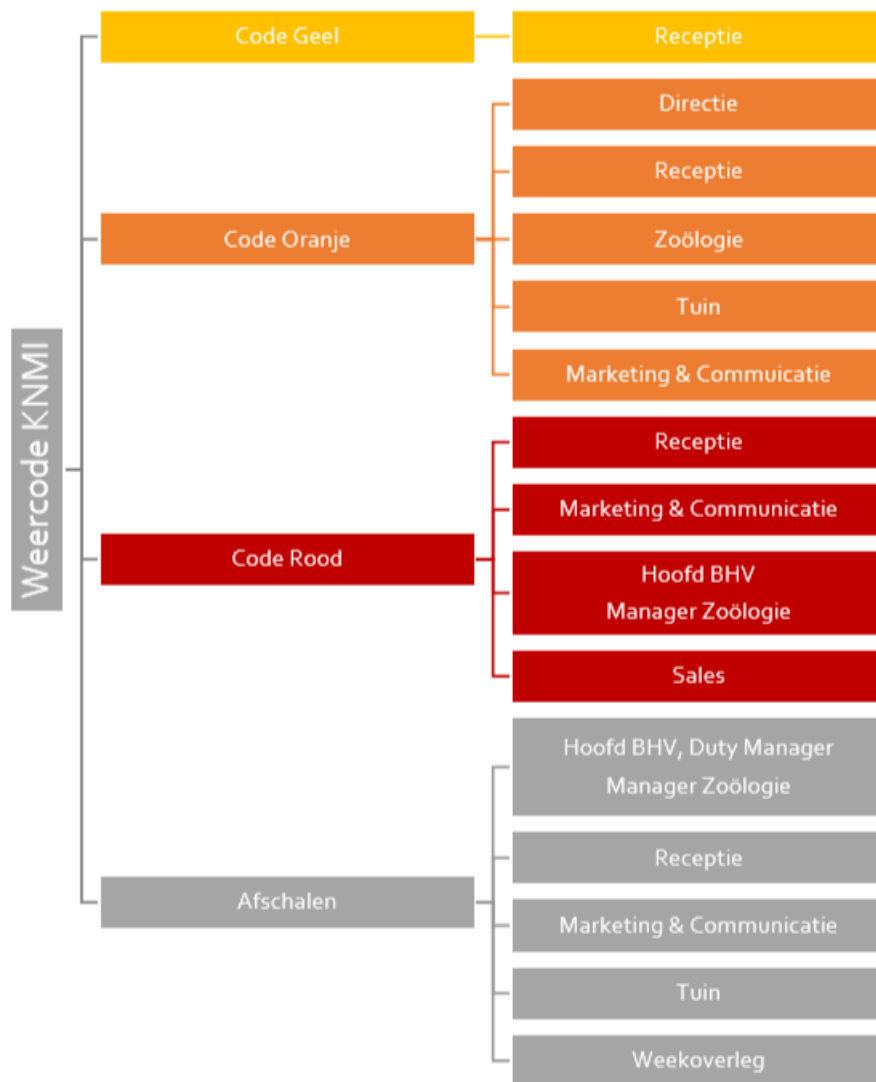 Weercode KNMI
Code Geel
Receptie
Code Oranje
Directie
Receptie
Zoölogie
Tuin
Marketing & Commuicatie
Code Rood
Receptie
Marketing & Communicatie
Hoofd BHV
Manager Zoölogie
Sales
Afschalen
Hoofd BHV, Duty Manager
Manager Zoölogie
Receptie
Marketing & Communicatie
Tuin
Weekoverleg